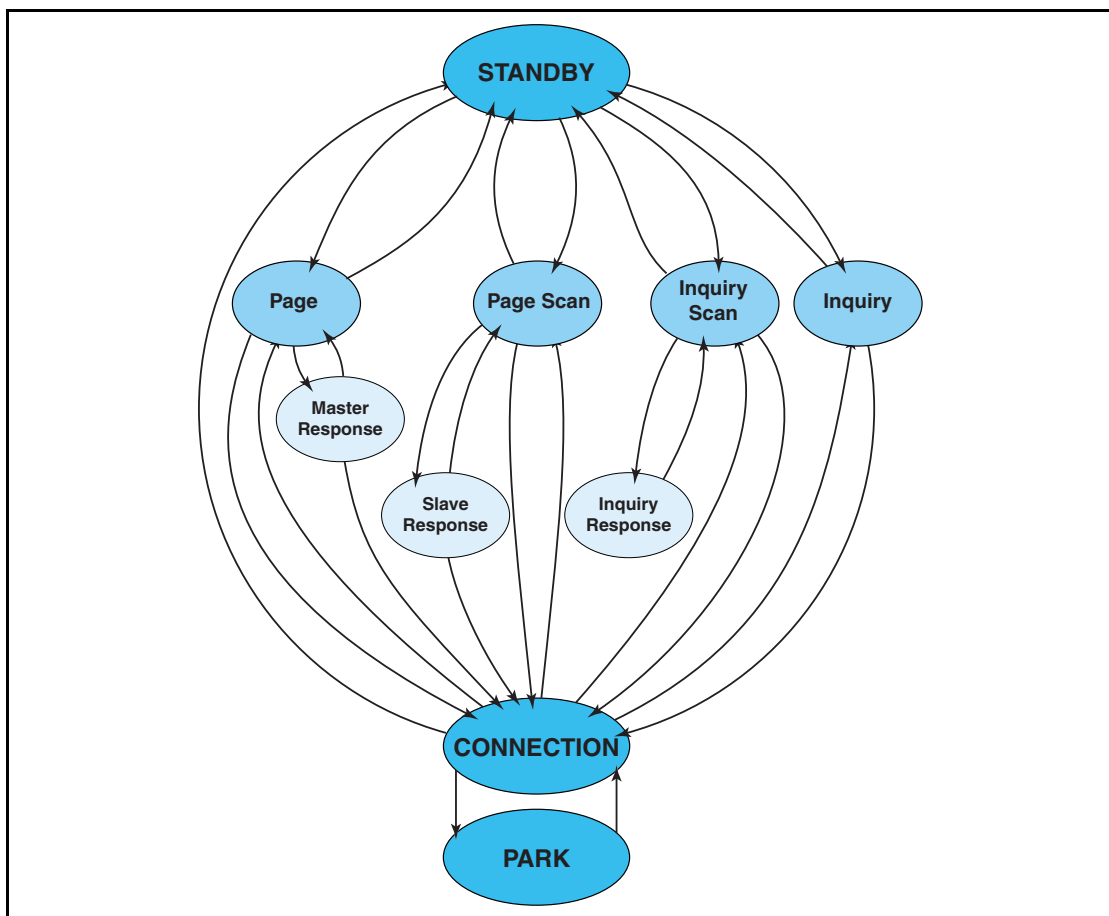 STANDBY
Page
Page Scan
Inquiry
Scan
Inquiry
Master
Response
Slave
Response
Inquiry
Response
CONNECTION
PARK